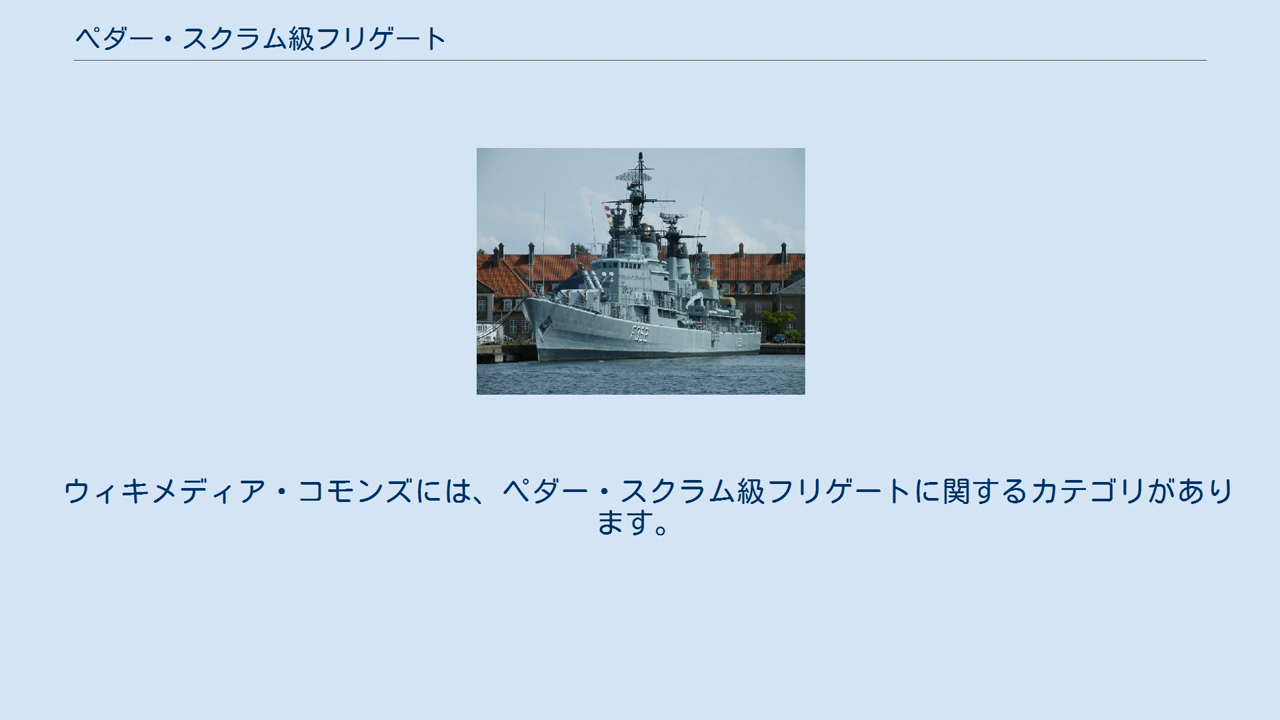 ペダー・スクラム級フリゲート
F352
ウィキメディア・コモンズには、ペダー・スクラム級フリゲートに関するカテゴリがあり
ます。